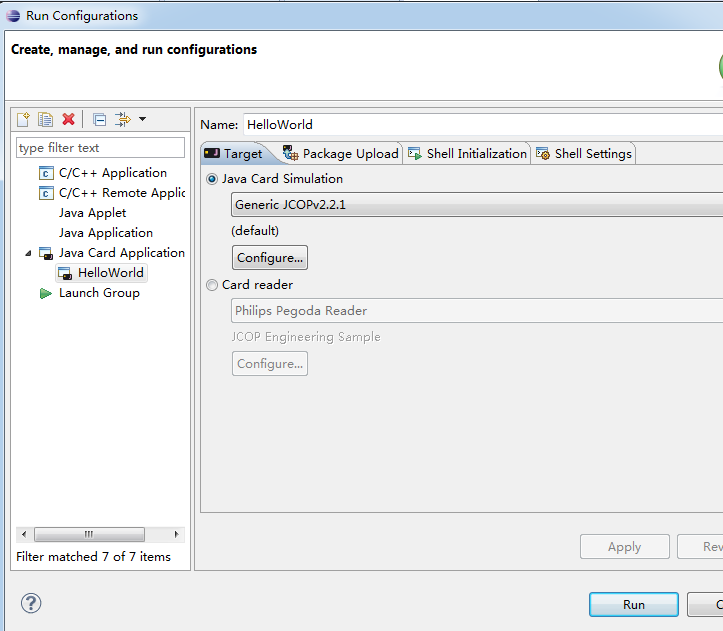 Run Configurations
Create, manage, and run configurations
type filter text
C/C++ Application
C/C++ Remote Applic
Java Applet
Java Application
Java Card Application
HelloWorld
Launch Group
Filter matched 7 of 7 items
Name: HelloWorld
Target Package Upload Shell Initialization Shell Settings
Java Card Simulation
Generic JCOPv2.2.1
(default)
Configure...
Card reader
Philips Pegoda Reader
JCOP Engineering Sample
Configure...
Apply Rev
? Run C